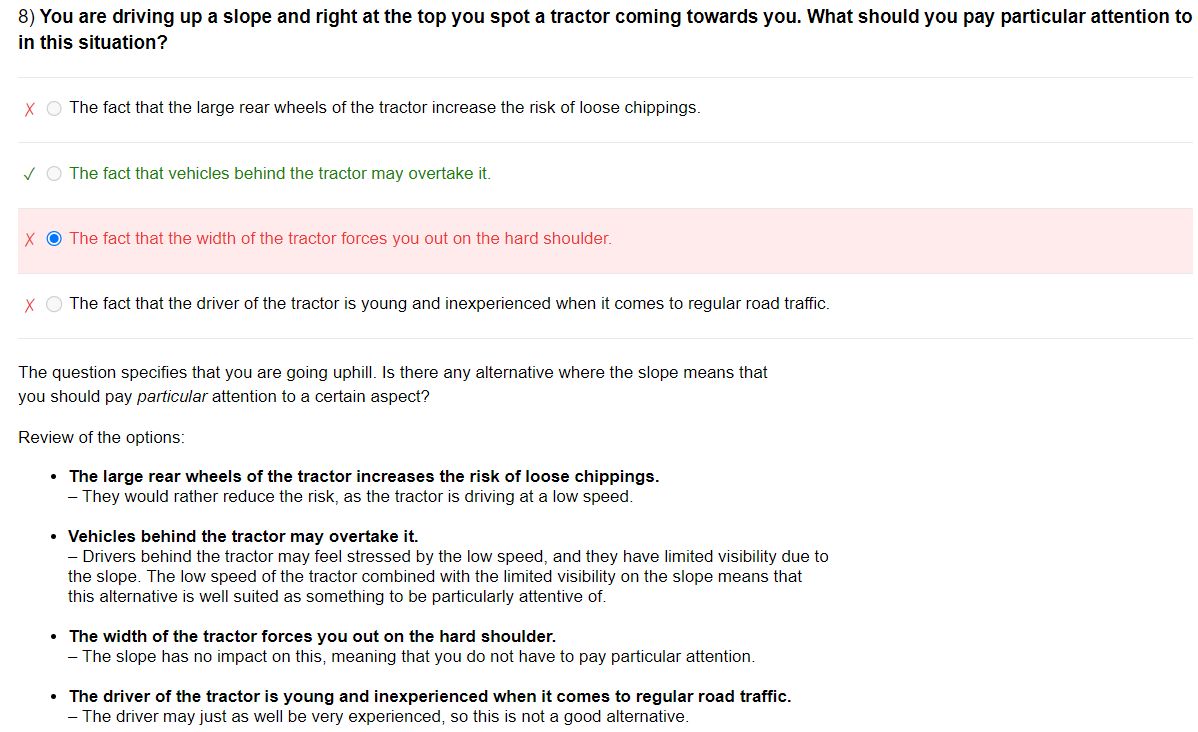 8) You are driving up a slope and right at the top you spot a tractor coming towards you. What should you pay particular attention to
in this situation?
✗ The fact that the large rear wheels of the tractor increase the risk of loose chippings.
✓ The fact that vehicles behind the tractor may overtake it.
✗ The fact that the width of the tractor forces you out on the hard shoulder.
✗ The fact that the driver of the tractor is young and inexperienced when it comes to regular road traffic.
The question specifies that you are going uphill. Is there any alternative where the slope means that
you should pay particular attention to a certain aspect?
Review of the options:
• The large rear wheels of the tractor increases the risk of loose chippings.
– They would rather reduce the risk, as the tractor is driving at a low speed.
• Vehicles behind the tractor may overtake it.
– Drivers behind the tractor may feel stressed by the low speed, and they have limited visibility due to
the slope. The low speed of the tractor combined with the limited visibility on the slope means that
this alternative is well suited as something to be particularly attentive of.
• The width of the tractor forces you out on the hard shoulder.
– The slope has no impact on this, meaning that you do not have to pay particular attention.
• The driver of the tractor is young and inexperienced when it comes to regular road traffic.
– The driver may just as well be very experienced, so this is not a good alternative.